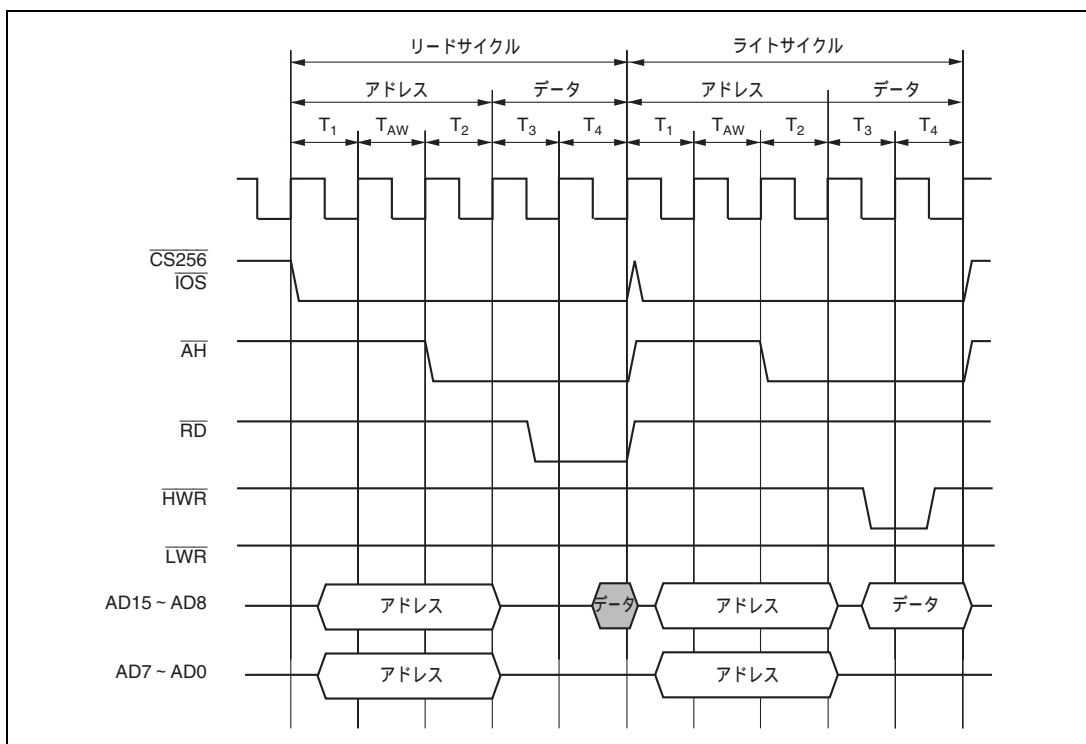 リードサイクル ライトサイクル
アドレス データ アドレス データ
T1 TAW T2 T3 T4 T1 TAW T2 T3 T4
CS256
IOS
AH
RD
HWR
LWR
AD15 ~ AD8 アドレス データ アドレス データ
AD7 ~ AD0 アドレス アドレス